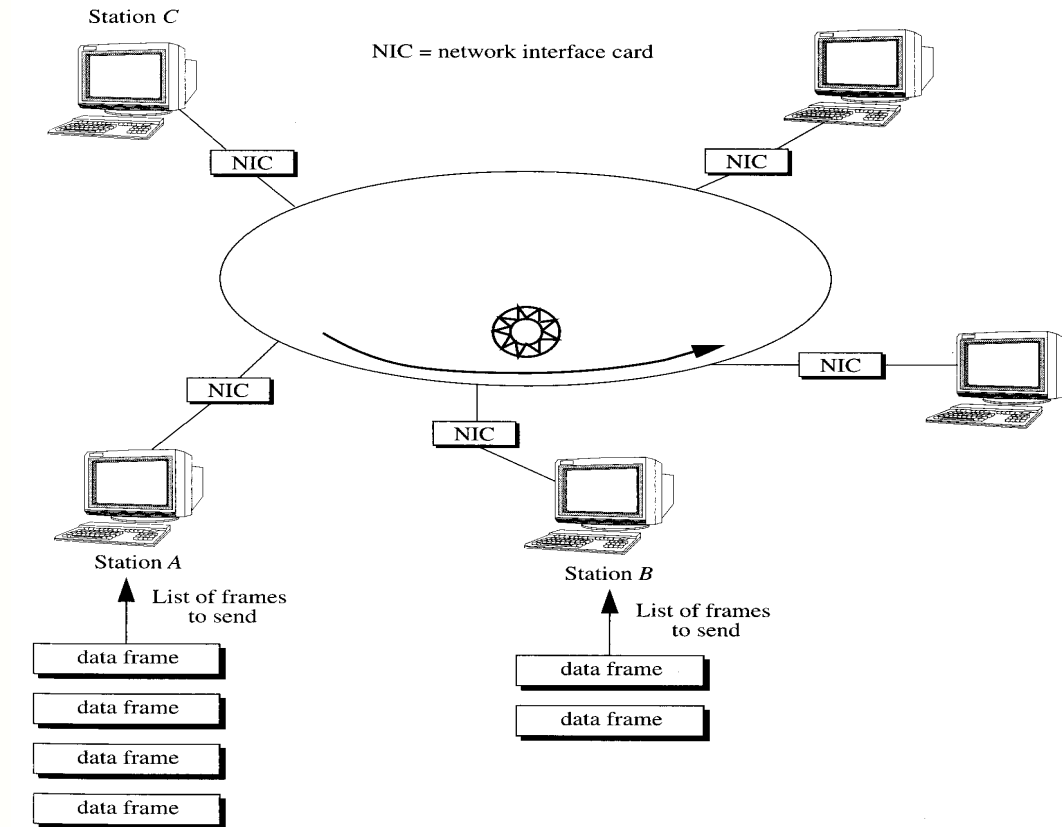 Station C
NIC = network interface card
NIC
NIC
NIC
NIC
NIC
Station A
Station B
List of frames
to send
List of frames
to send
data frame
data frame
data frame
data frame
data frame
data frame